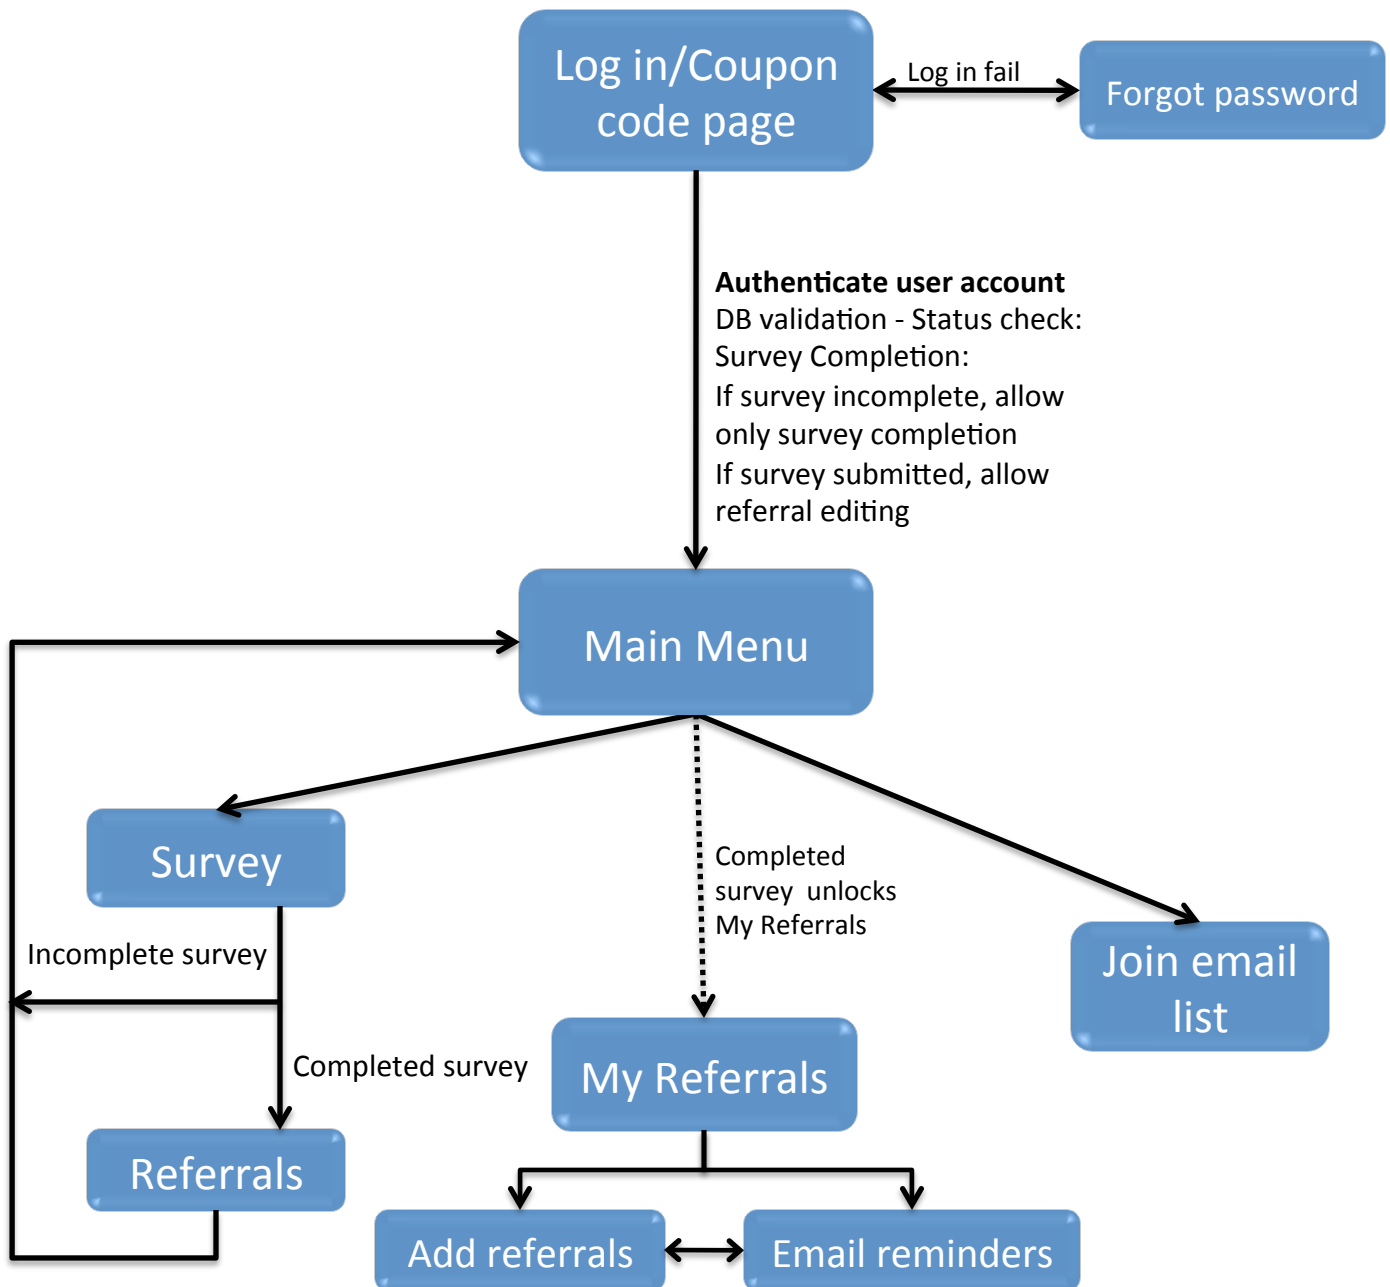 Log in/Coupon
code page
Log in fail
Forgot password
Authenticate user account
DB validation - Status check:
Survey Completion:
If survey incomplete, allow
only survey completion
If survey submitted, allow
referral editing
Main Menu
Survey
Completed
survey  unlocks
My Referrals
Incomplete survey
Join email
list
Completed survey
My Referrals
Referrals
Add referrals
Email reminders